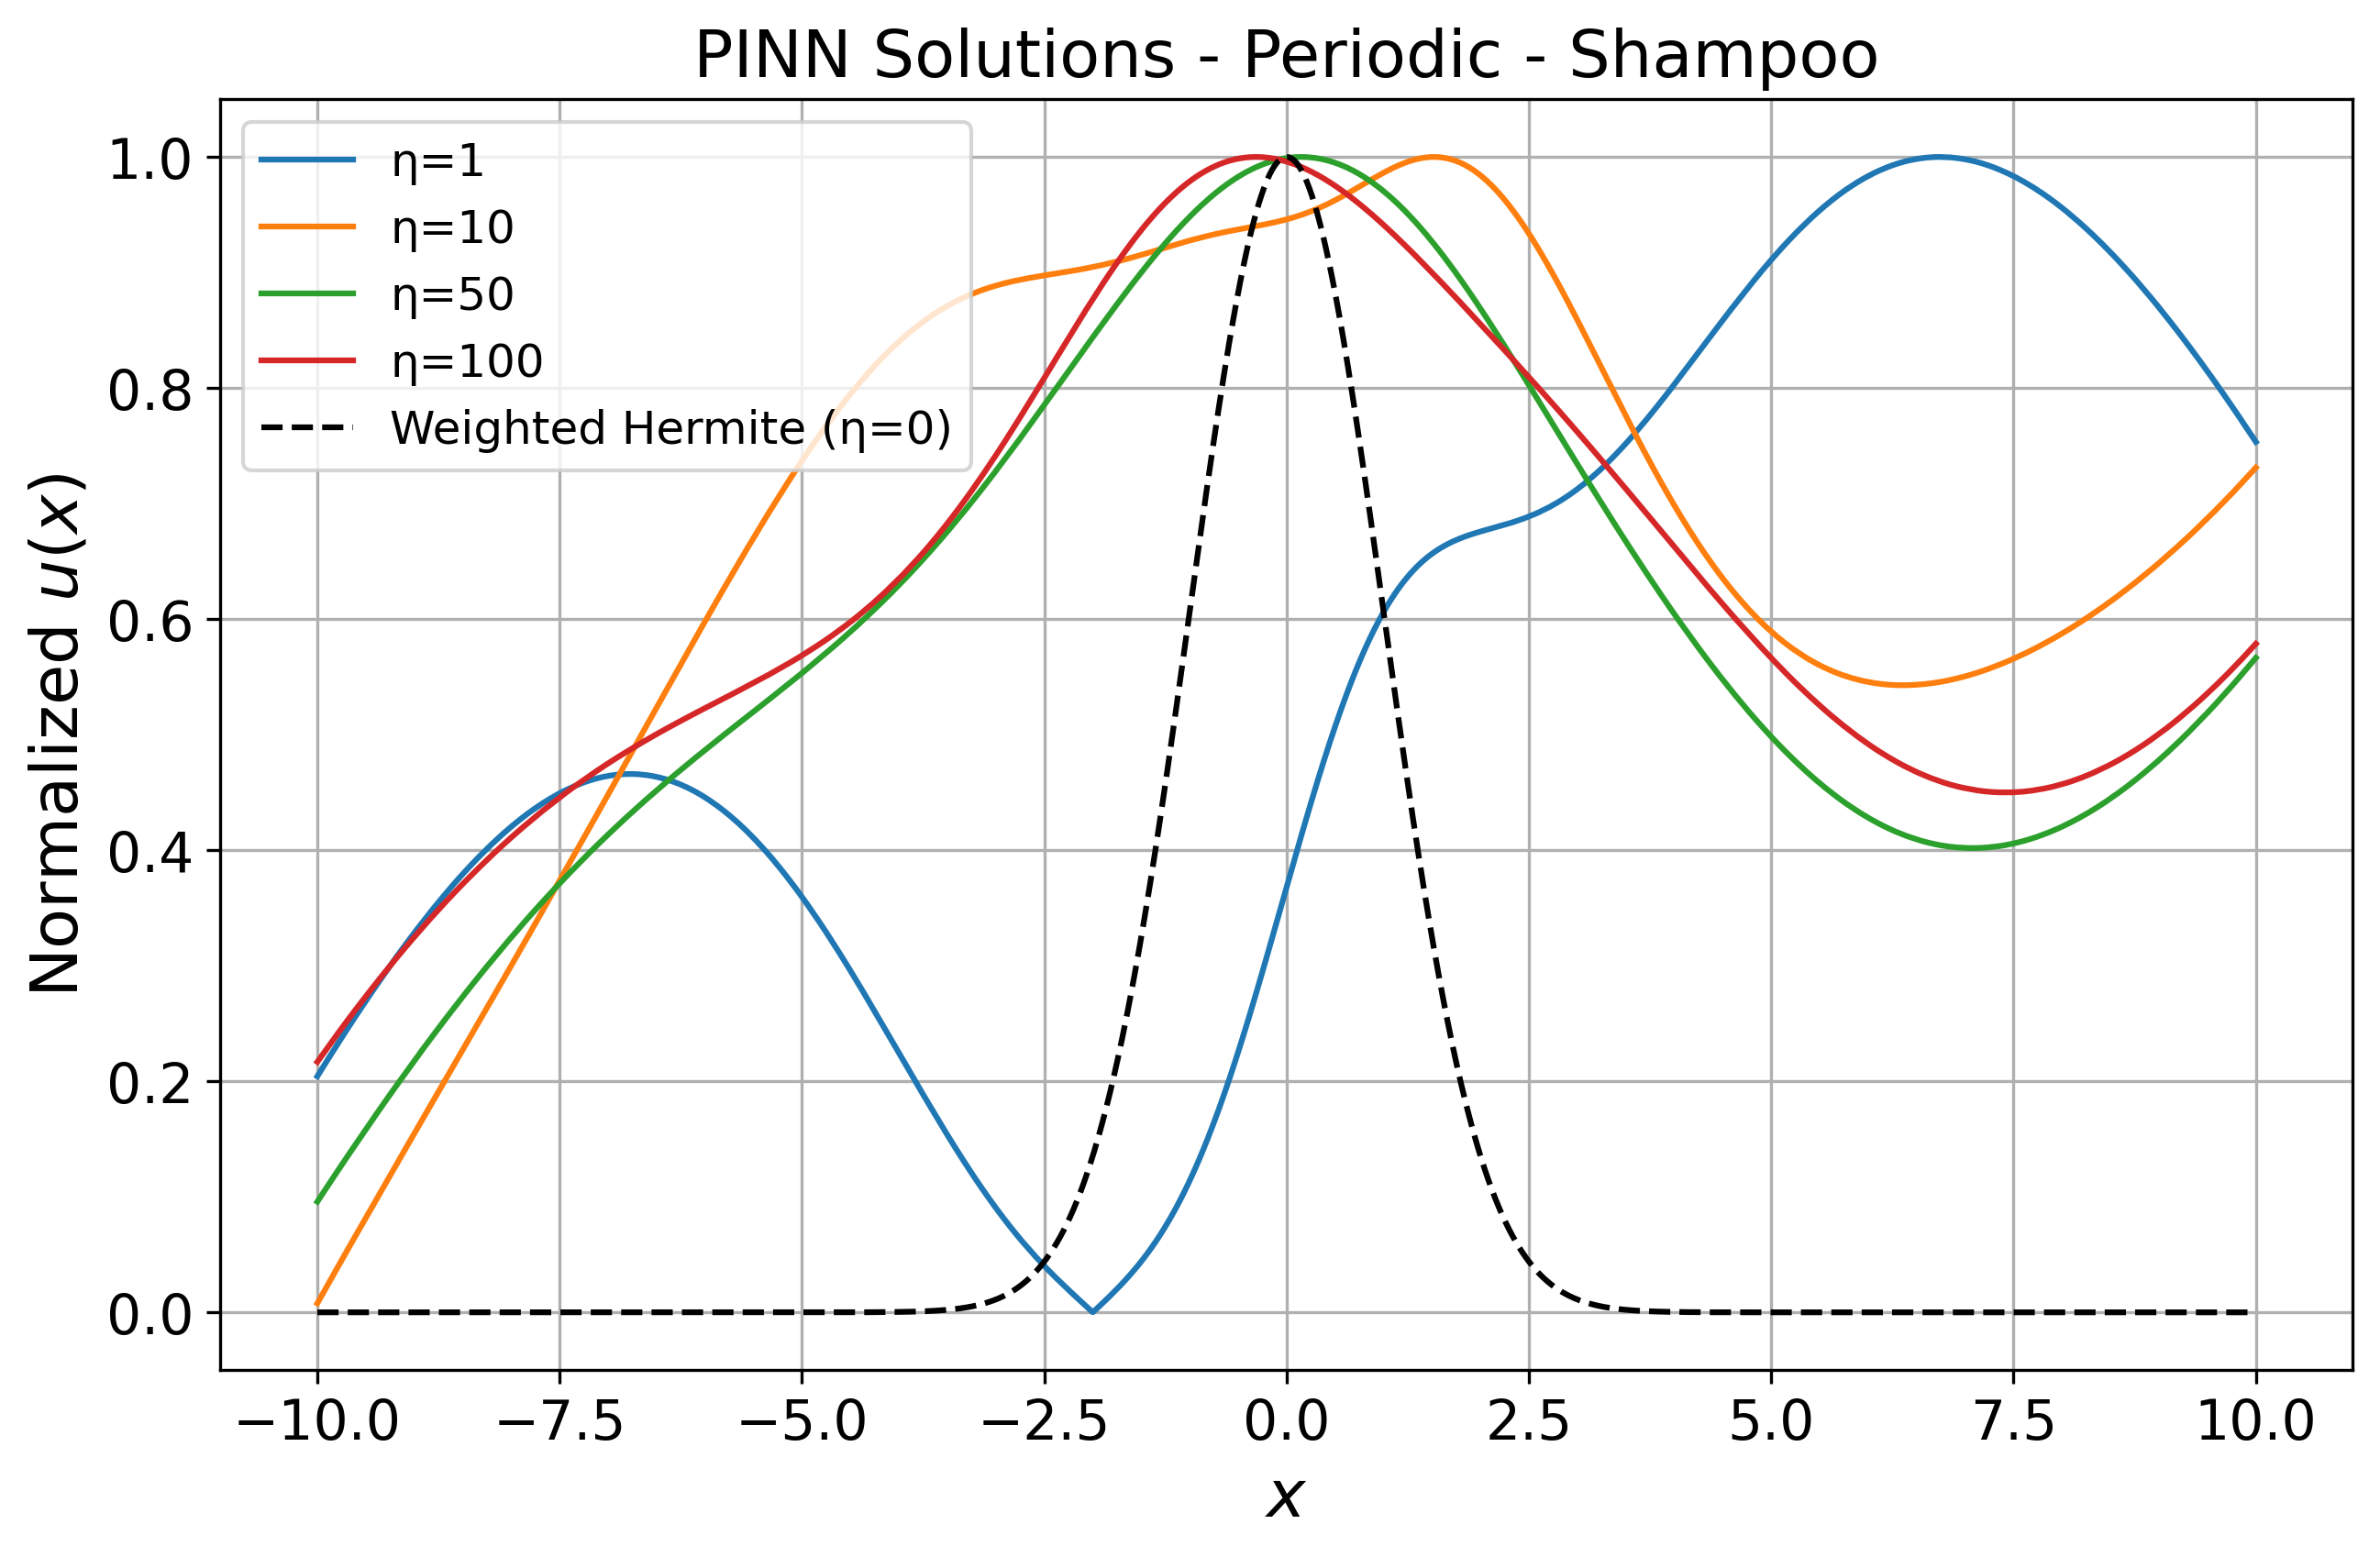 PINN Solutions - Periodic - Shampoo
η=1
η=10
η=50
η=100
Weighted Hermite (η=0)
Normalized u(x)
1.0
0.8
0.6
0.4
0.2
0.0
−10.0 −7.5 −5.0 −2.5 0.0 2.5 5.0 7.5 10.0
x